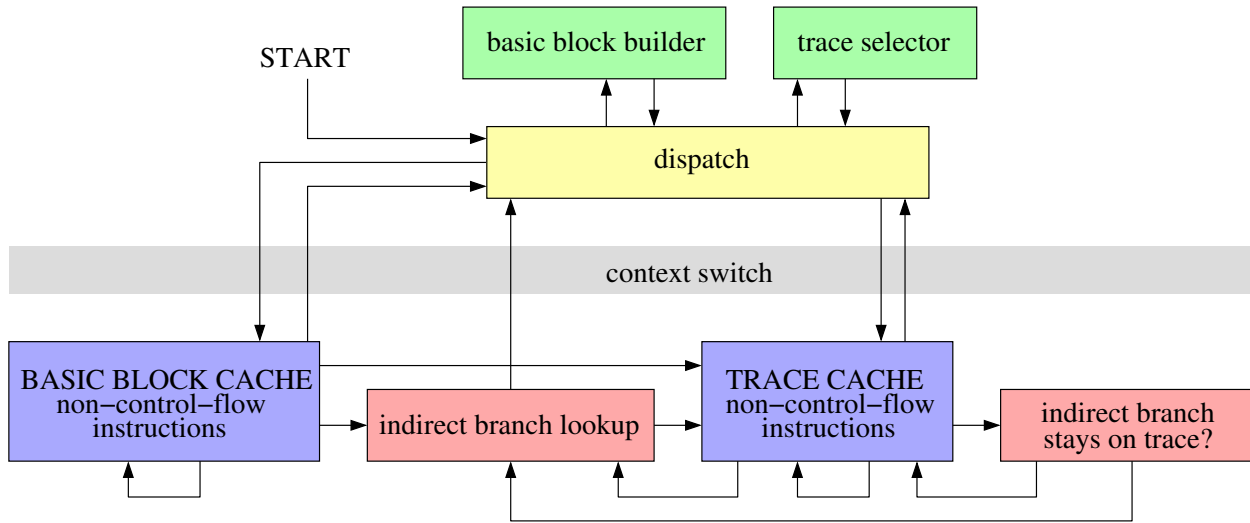 basic block builder
trace selector
START
dispatch
context switch
BASIC BLOCK CACHE
non−control−flow
instructions
indirect branch lookup
TRACE CACHE
non−control−flow
instructions
indirect branch
stays on trace?